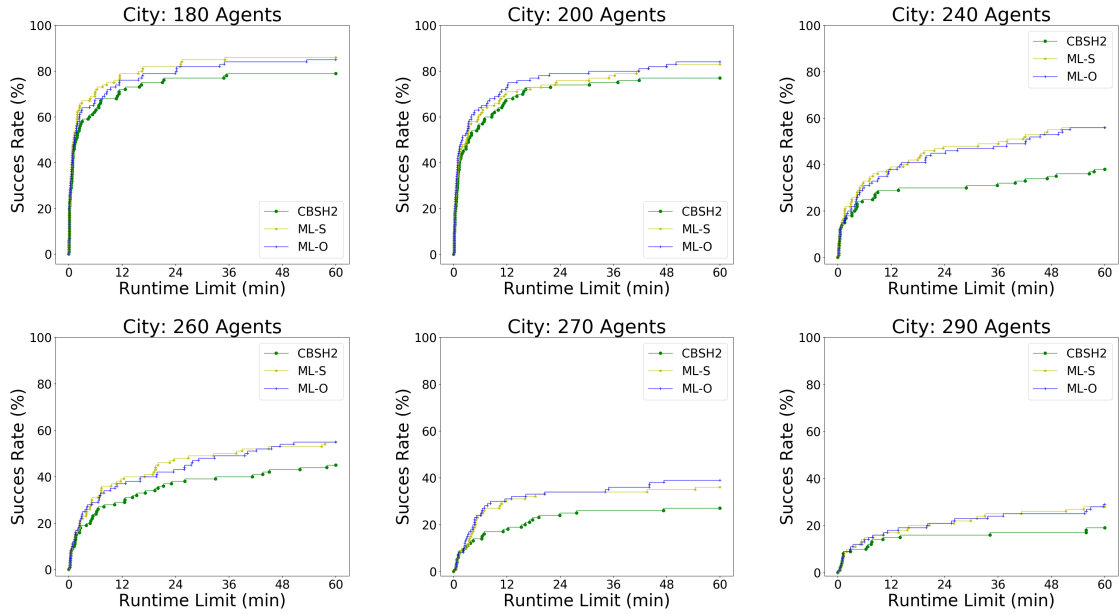 City: 180 Agents
100
80
60
40
20
0
Succes Rate (%)
CBSH2
ML-S
ML-O
0 12 24 36 48 60
Runtime Limit (min)
City: 200 Agents
100
80
60
40
20
0
Succes Rate (%)
CBSH2
ML-S
ML-O
0 12 24 36 48 60
Runtime Limit (min)
City: 240 Agents
100
80
60
40
20
0
Succes Rate (%)
CBSH2
ML-S
ML-O
0 12 24 36 48 60
Runtime Limit (min)
City: 260 Agents
100
80
60
40
20
0
Succes Rate (%)
CBSH2
ML-S
ML-O
0 12 24 36 48 60
Runtime Limit (min)
City: 270 Agents
100
80
60
40
20
0
Succes Rate (%)
CBSH2
ML-S
ML-O
0 12 24 36 48 60
Runtime Limit (min)
City: 290 Agents
100
80
60
40
20
0
Succes Rate (%)
CBSH2
ML-S
ML-O
0 12 24 36 48 60
Runtime Limit (min)